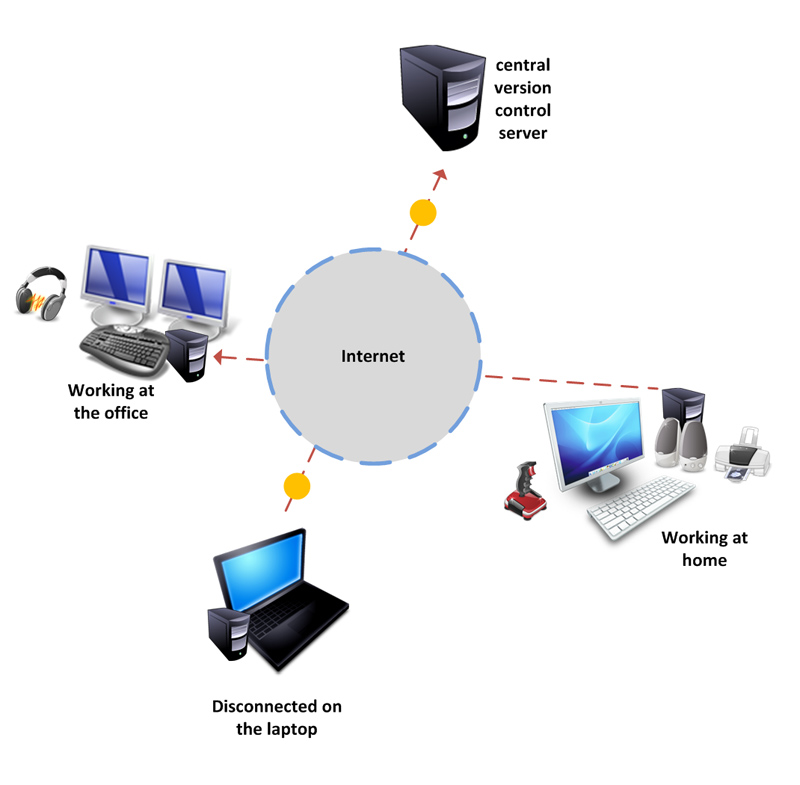 central
version
control
server
Internet
Working at
the office
Working at
home
Disconnected on
the laptop